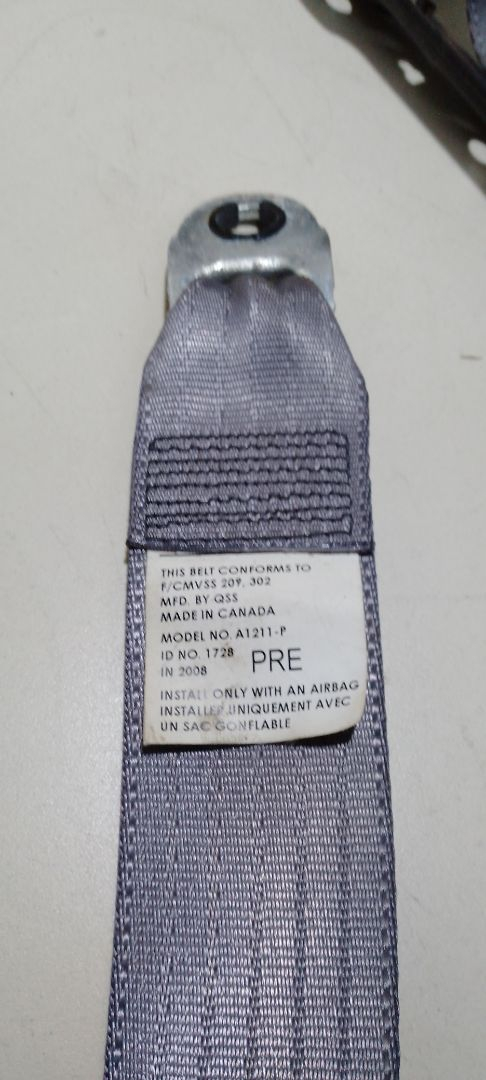 THIS BELT CONFORMS TO
F/CMVSS 209, 302
MFD. BY QSS
MADE IN CANADA
MODEL NO. A1211-P
ID NO. 1728
IN 2008 PRE
INSTALL ONLY WITH AN AIRBAG
INSTALLER UNIQUEMENT AVEC
UN SAC GONFLABLE